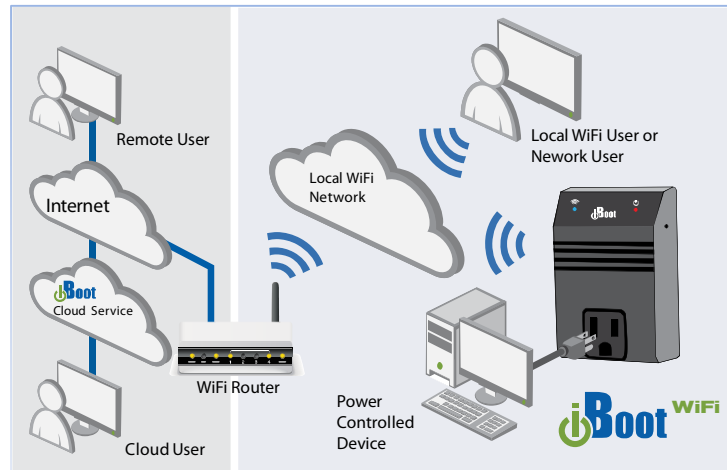 Remote User
Internet
iBoot
Cloud Service
Cloud User
WiFi Router
Local WiFi
Network
Local WiFi User or
Nework User
iBoot
Power
Controlled
Device
iBoot WiFi